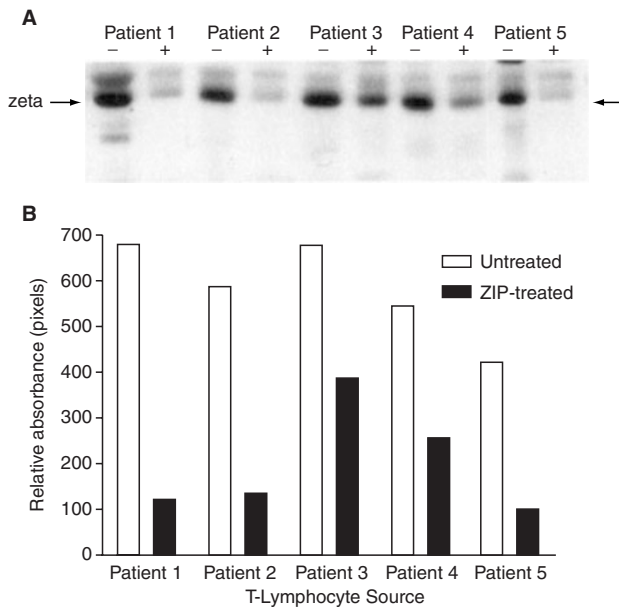 A
Patient 1 Patient 2 Patient 3 Patient 4 Patient 5
– + – + – + – + – +
zeta
B
700
600
500
400
300
200
100
0
Relative absorbance (pixels)
Untreated
ZIP-treated
Patient 1 Patient 2 Patient 3 Patient 4 Patient 5
T-Lymphocyte Source